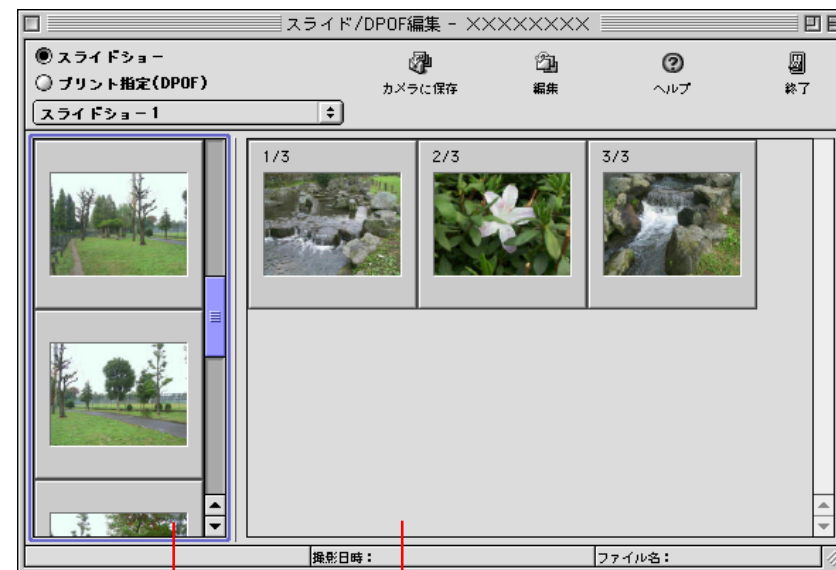 スライド/DPOF編集 - XXXXXXXX
スライドショー
プリント指定(DPOF)
スライドショー1
カメラに保存
編集
ヘルプ
終了
1/3
2/3
3/3
撮影日時:
ファイル名: